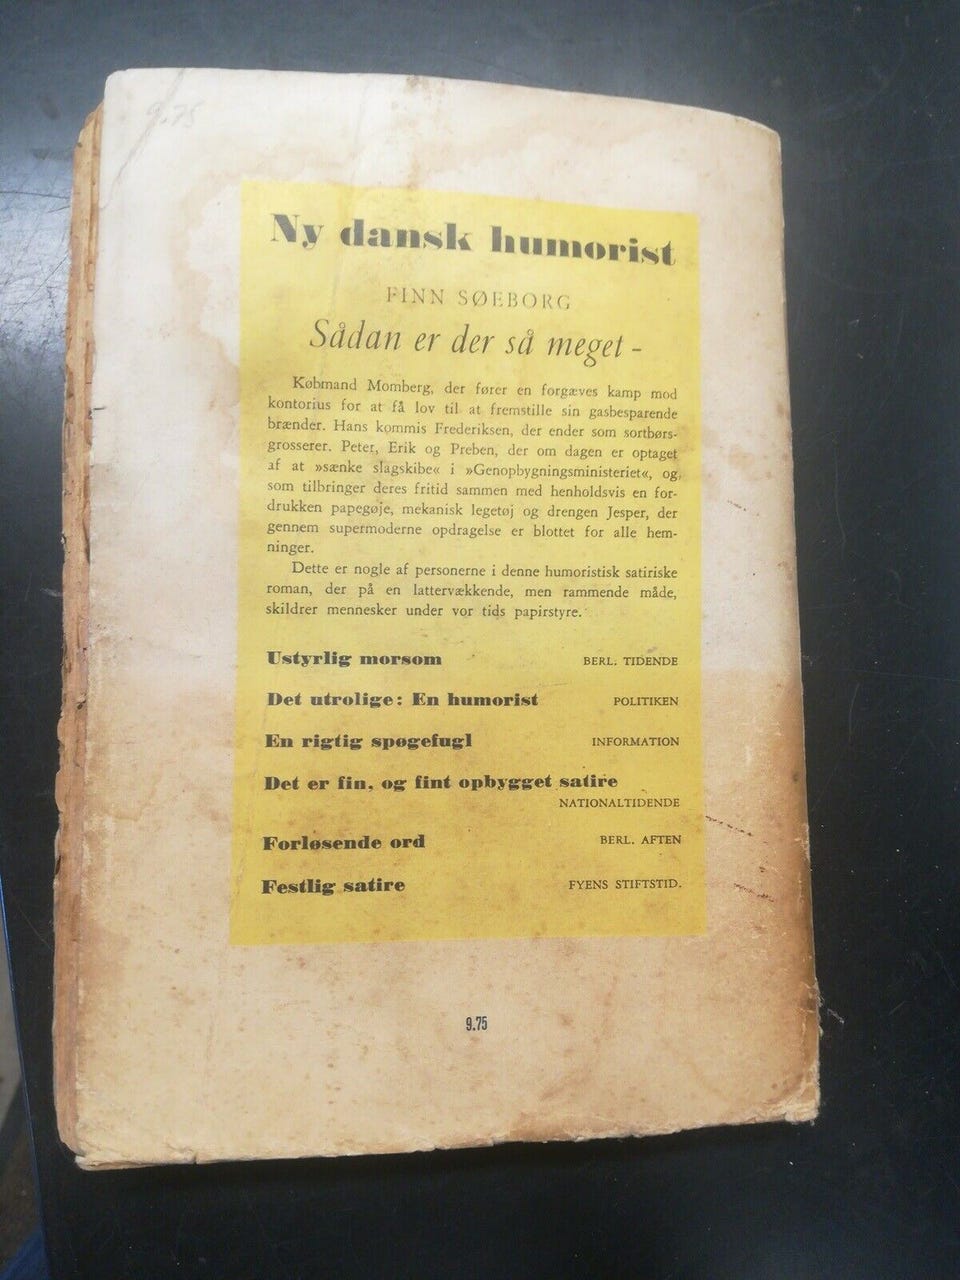 9.75
Ny dansk humorist
FINN SØEBORG
Sådan er der så meget -
Købmand Momberg, der fører en forgæves kamp mod
kontorius for at få lov til at fremstille sin gasbesparende
brænder. Hans kommis Frederiksen, der ender som sortbørs-
grosserer. Peter, Erik og Preben, der om dagen er optaget
af at »sænke slagskibe« i »Genopbygningsministeriet«, og
som tilbringer deres fritid sammen med henholdsvis en for-
drukken papegøje, mekanisk legetøj og drengen Jesper, der
gennem supermoderne opdragelse er blottet for alle hem-
ninger.
Dette er nogle af personerne i denne humoristisk satiriske
roman, der på en lattervækkende, men rammende måde,
skildrer mennesker under vor tids papirstyre.
Ustyrlig morsom BERL. TIDENDE
Det utrolige: En humorist POLITIKEN
En rigtig spøgefugl INFORMATION
Det er fin, og fint opbygget satire
NATIONALTIDENDE
Forløsende ord BERL. AFTEN
Festlig satire FYENS STIFTSTID.
9.75